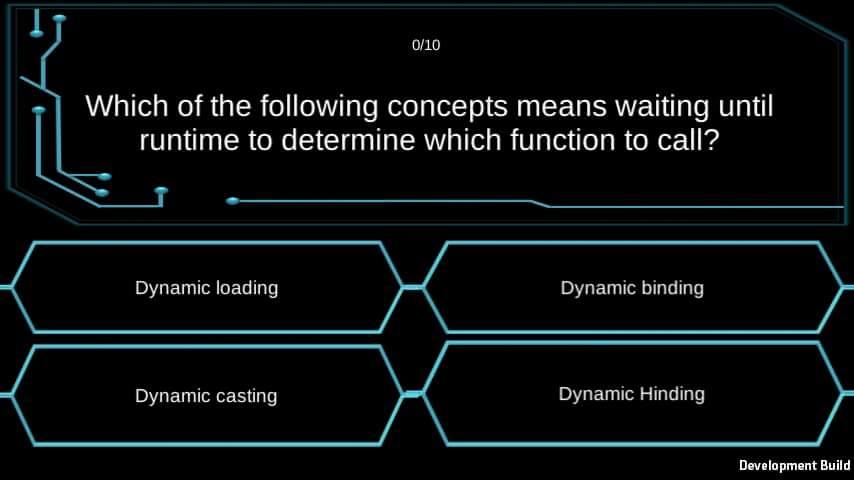 0/10
Which of the following concepts means waiting until
runtime to determine which function to call?
Dynamic loading
Dynamic binding
Dynamic casting
Dynamic Hinding
Development Build